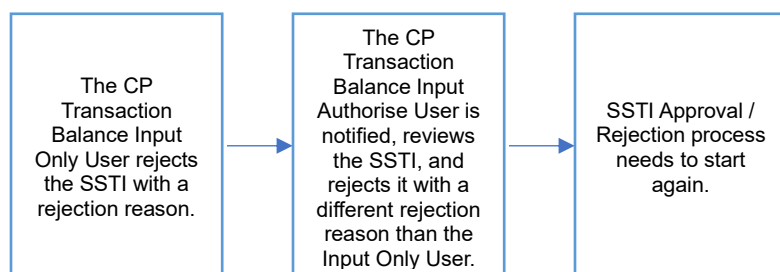 The CP
Transaction
Balance Input
Only User rejects
the SSTI with a
rejection reason.
The CP
Transaction
Balance Input
Authorise User is
notified, reviews
the SSTI, and
rejects it with a
different rejection
reason than the
Input Only User.
SSTI Approval /
Rejection process
needs to start
again.